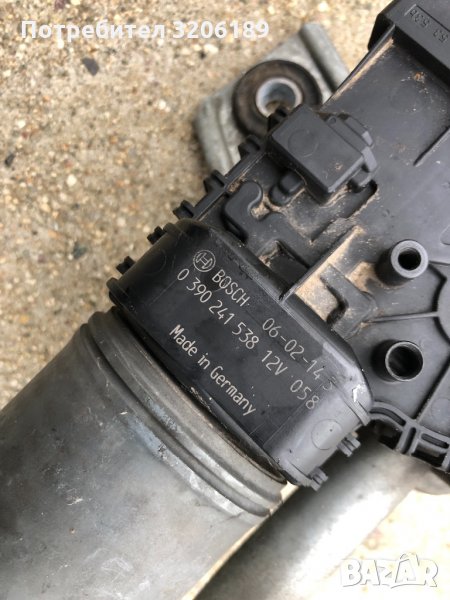 Потребител 3206189
BOSCH 06-02-14
0 390 241 538 12V 058
Made in Germany
BAZAR